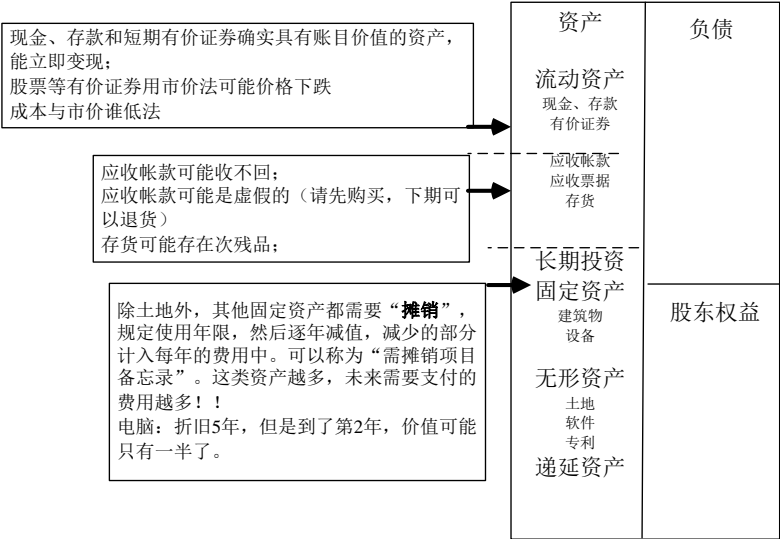 现金、存款和短期有价证券确实具有账目价值的资产，
能立即变现；
股票等有价证券用市价法可能价格下跌
成本与市价谁低法
应收帐款可能收不回；
应收帐款可能是虚假的（请先购买，下期可
以退货）
存货可能存在次残品；
除土地外，其他固定资产都需要“摊销”，
规定使用年限，然后逐年减值，减少的部分
计入每年的费用中。可以称为“需摊销项目
备忘录”。这类资产越多，未来需要支付的
费用越多！！
电脑：折旧5年，但是到了第2年，价值可能
只有一半了。
资产
流动资产
现金、存款
有价证券
应收帐款
应收票据
存货
长期投资
固定资产
建筑物
设备
无形资产
土地
软件
专利
递延资产
负债
股东权益